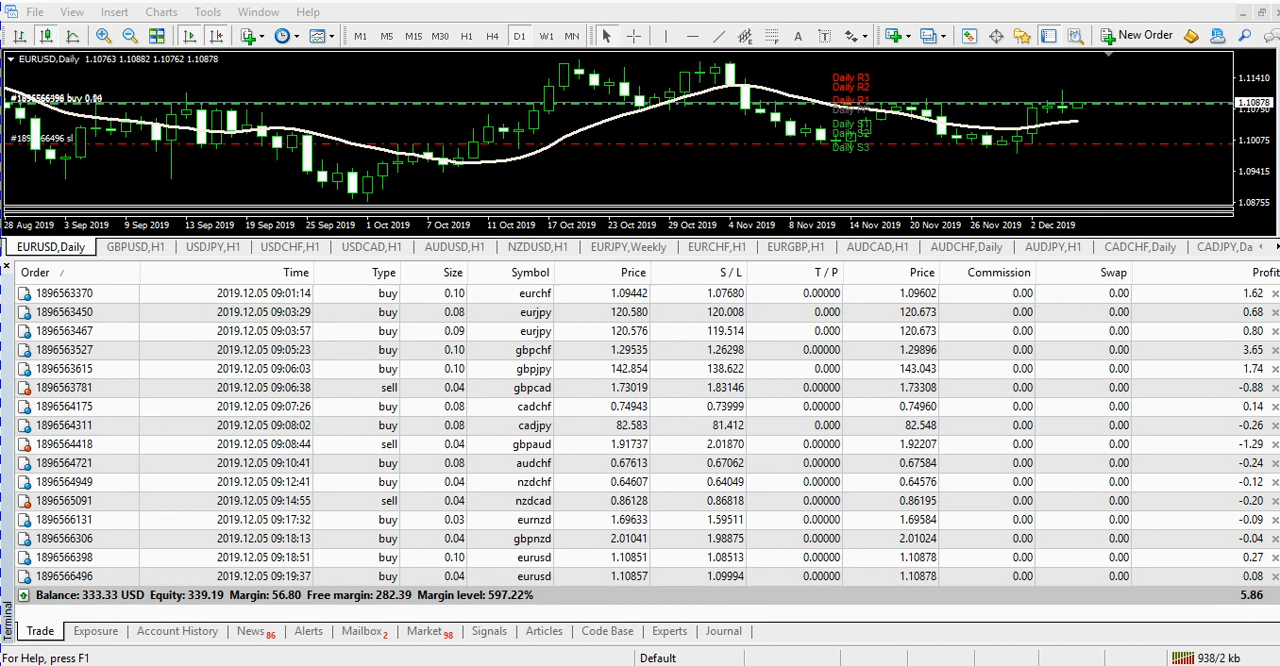 File View Insert Charts Tools Window Help
M1 M5 M15 M30 H1 H4 D1 W1 MN New Order
EURUSD,Daily 1.10763 1.10882 1.10762 1.10878
Daily R3
Daily R2
Daily R1
Daily S1
Daily S2
Daily S3
1.11410
1.10878
1.10075
1.09415
1.08755
28 Aug 2019 3 Sep 2019 9 Sep 2019 13 Sep 2019 19 Sep 2019 25 Sep 2019 1 Oct 2019 7 Oct 2019 11 Oct 2019 17 Oct 2019 23 Oct 2019 29 Oct 2019 4 Nov 2019 8 Nov 2019 14 Nov 2019 20 Nov 2019 26 Nov 2019 2 Dec 2019
EURUSD,Daily GBPUSD,H1 USDJPY,H1 USDCHF,H1 USDCAD,H1 AUDUSD,H1 NZDUSD,H1 EURJPY,Weekly EURCHF,H1 EURGBP,H1 AUDCAD,H1 AUDCHF,Daily AUDJPY,H1 CADCHF,Daily CADJPY,Da
Order / Time Type Size Symbol Price S / L T / P Price Commission Swap Profit
1896563370 2019.12.05 09:01:14 buy 0.10 eurchf 1.09442 1.07680 0.00000 1.09602 0.00 0.00 1.62
1896563450 2019.12.05 09:03:29 buy 0.08 eurjpy 120.580 120.008 0.000 120.673 0.00 0.00 0.68
1896563467 2019.12.05 09:03:57 buy 0.09 eurjpy 120.576 119.514 0.000 120.673 0.00 0.00 0.80
1896563527 2019.12.05 09:05:23 buy 0.10 gbpchf 1.29535 1.26298 0.00000 1.29896 0.00 0.00 3.65
1896563615 2019.12.05 09:06:03 buy 0.10 gbpjpy 142.854 138.622 0.000 143.043 0.00 0.00 1.74
1896563781 2019.12.05 09:06:38 sell 0.04 gbpcad 1.73019 1.83146 0.00000 1.73308 0.00 0.00 -0.88
1896564175 2019.12.05 09:07:26 buy 0.08 cadchf 0.74943 0.73999 0.00000 0.74960 0.00 0.00 0.14
1896564311 2019.12.05 09:08:02 buy 0.08 cadjpy 82.583 81.412 0.000 82.548 0.00 0.00 -0.26
1896564418 2019.12.05 09:08:44 sell 0.04 gbpaud 1.91737 2.01870 0.00000 1.92207 0.00 0.00 -1.29
1896564721 2019.12.05 09:10:41 buy 0.08 audchf 0.67613 0.67062 0.00000 0.67584 0.00 0.00 -0.24
1896564949 2019.12.05 09:12:41 buy 0.04 nzdchf 0.64607 0.64049 0.00000 0.64576 0.00 0.00 -0.12
1896565091 2019.12.05 09:14:55 sell 0.04 nzdcad 0.86128 0.86818 0.00000 0.86195 0.00 0.00 -0.20
1896566131 2019.12.05 09:17:32 buy 0.03 eurnzd 1.69633 1.59511 0.00000 1.69584 0.00 0.00 -0.09
1896566306 2019.12.05 09:18:13 buy 0.04 gbpnzd 2.01041 1.98875 0.00000 2.01024 0.00 0.00 -0.04
1896566398 2019.12.05 09:18:51 buy 0.10 eurusd 1.10851 1.08513 0.00000 1.10878 0.00 0.00 0.27
1896566496 2019.12.05 09:19:37 buy 0.04 eurusd 1.10857 1.09994 0.00000 1.10878 0.00 0.00 0.08
Balance: 333.33 USD Equity: 339.19 Margin: 56.80 Free margin: 282.39 Margin level: 597.22% 5.86
Terminal
Trade Exposure Account History News 86 Alerts Mailbox 2 Market 98 Signals Articles Code Base Experts Journal
For Help, press F1 Default 938/2 kb